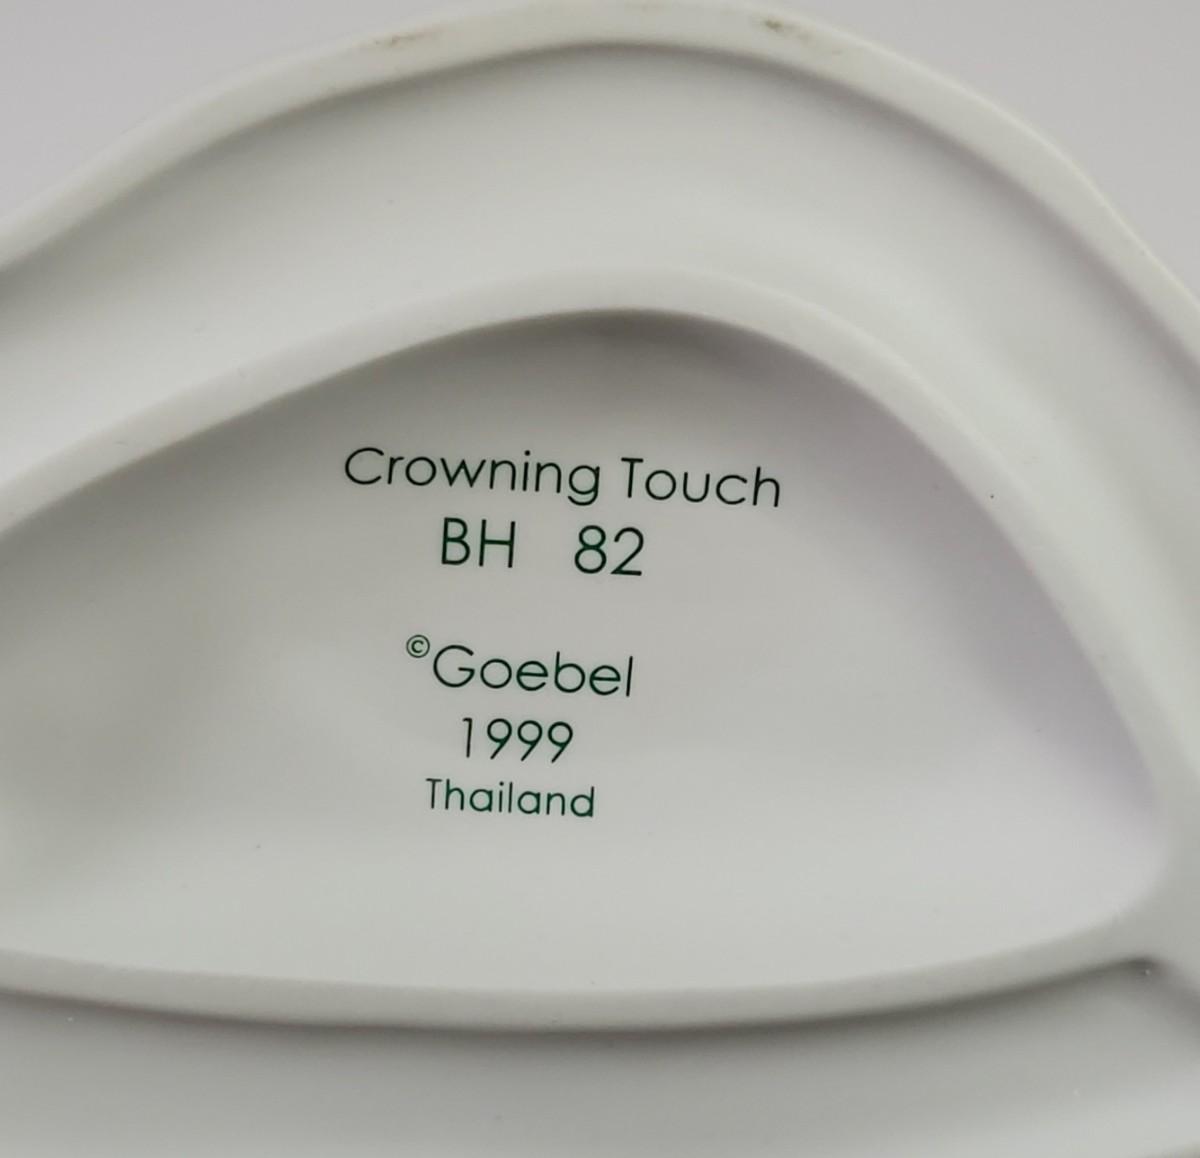 Crowning Touch
BH 82
©Goebel
1999
Thailand